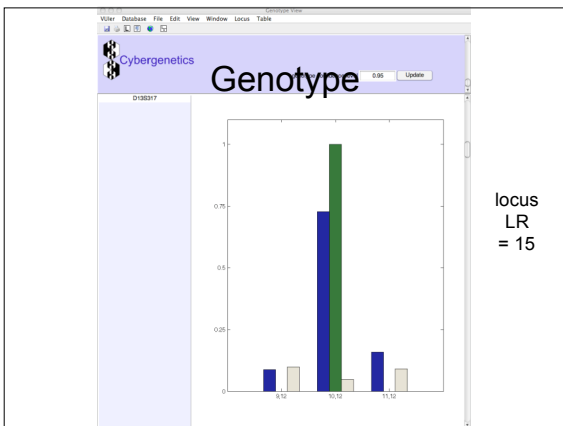 Genotype View
VUler Database File Edit View Window Locus Table
Cybergenetics
Genotype
0.95 Update
D13S317
1
0.75
0.5
0.25
0
9,12 10,12 11,12
locus
LR
= 15